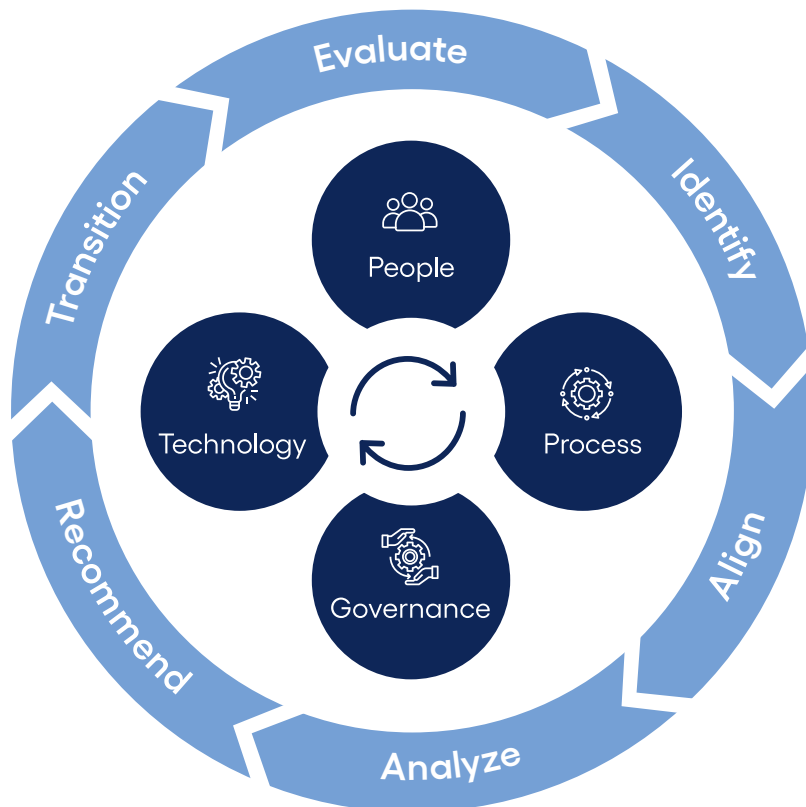 Evaluate
Identify
Align
Analyze
Recommend
Transition
People
Process
Governance
Technology